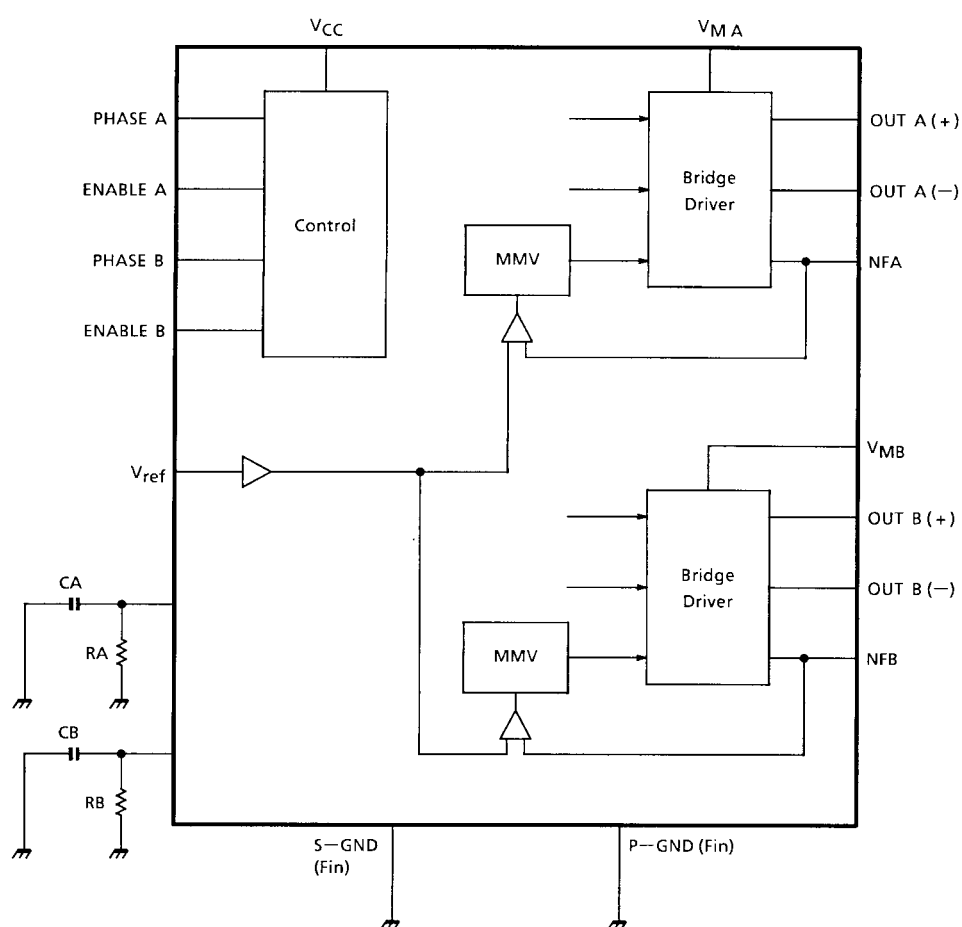 VCC
VM A
PHASE A
ENABLE A
PHASE B
ENABLE B
Control
Bridge
Driver
OUT A (+)
OUT A (—)
NFA
MMV
Vref
VMB
Bridge
Driver
OUT B (+)
OUT B (—)
NFB
MMV
CA
RA
CB
RB
S—GND
(Fin)
P—GND (Fin)